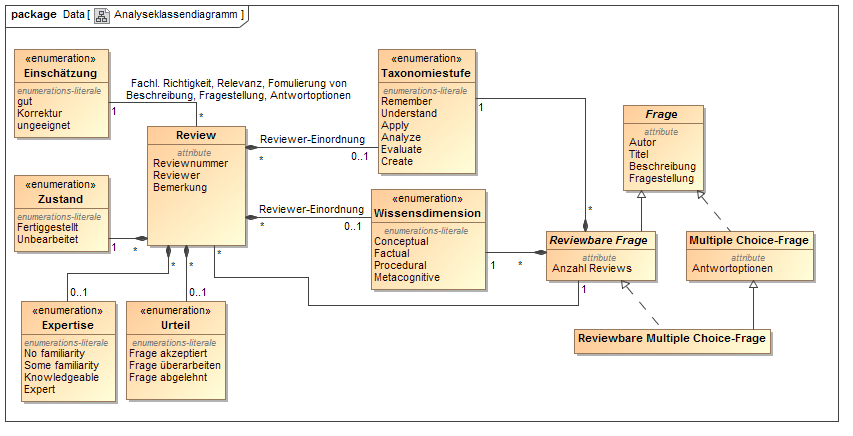 package Data [ Analyseklassendiagramm ]
«enumeration»
Einschätzung
enumerations-literale
gut
Korrektur
ungeeignet
1
Fachl. Richtigkeit, Relevanz, Fomulierung von
Beschreibung, Fragestellung, Antwortoptionen
*
«enumeration»
Taxonomiestufe
enumerations-literale
Remember
Understand
Apply
Analyze
Evaluate
Create
1
*
Frage
attribute
Autor
Titel
Beschreibung
Fragestellung
Review
attribute
Reviewnummer
Reviewer
Bemerkung
Reviewer-Einordnung
*
0..1
«enumeration»
Zustand
enumerations-literale
Fertiggestellt
Unbearbeitet
1
*
Reviewer-Einordnung
*
0..1
«enumeration»
Wissensdimension
enumerations-literale
Conceptual
Factual
Procedural
Metacognitive
1
*
Reviewbare Frage
attribute
Anzahl Reviews
1
*
Multiple Choice-Frage
attribute
Antwortoptionen
*
0..1
*
0..1
«enumeration»
Expertise
enumerations-literale
No familiarity
Some familiarity
Knowledgeable
Expert
«enumeration»
Urteil
enumerations-literale
Frage akzeptiert
Frage überarbeiten
Frage abgelehnt
Reviewbare Multiple Choice-Frage